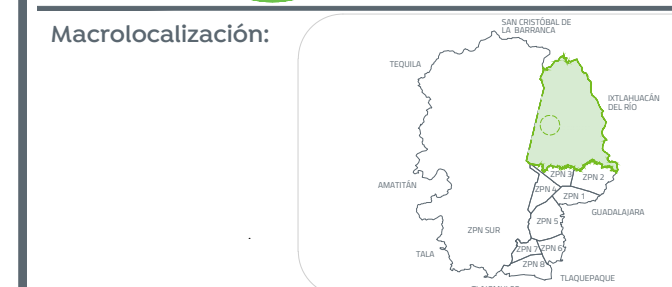 Macrolocalización:
SAN CRISTÓBAL DE
LA BARRANCA
TEQUILA
IXTLAHUACÁN
DEL RÍO
ZPN 3
ZPN 2
AMATITÁN
ZPN 4
ZPN 1
GUADALAJARA
ZPN 5
ZPN SUR
ZPN 7
ZPN 6
TALA
ZPN 8
TLAQUEPAQUE